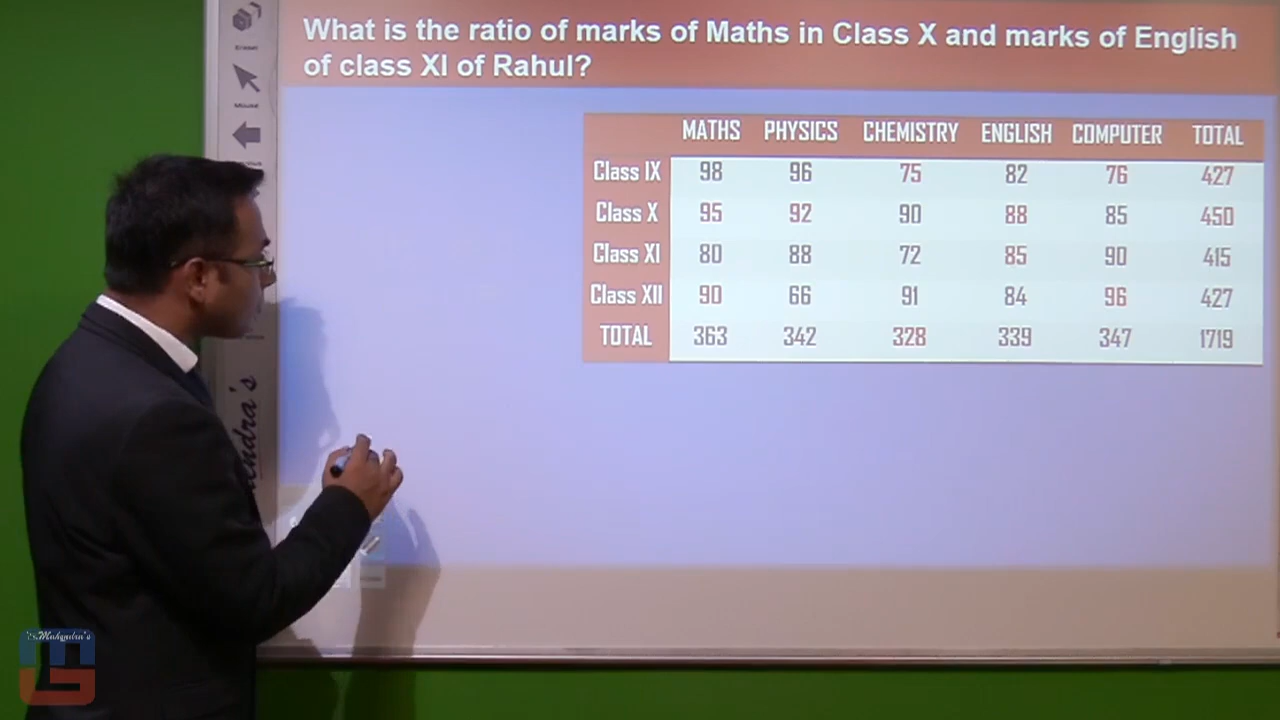 What is the ratio of marks of Maths in Class X and marks of English
of class XI of Rahul?
MATHS PHYSICS CHEMISTRY ENGLISH COMPUTER TOTAL
Class IX 98 96 75 82 76 427
Class X 95 92 90 88 85 450
Class XI 80 88 72 85 90 415
Class XII 90 66 91 84 96 427
TOTAL 363 342 328 339 347 1719
Mouse
endra's
Mahendra's